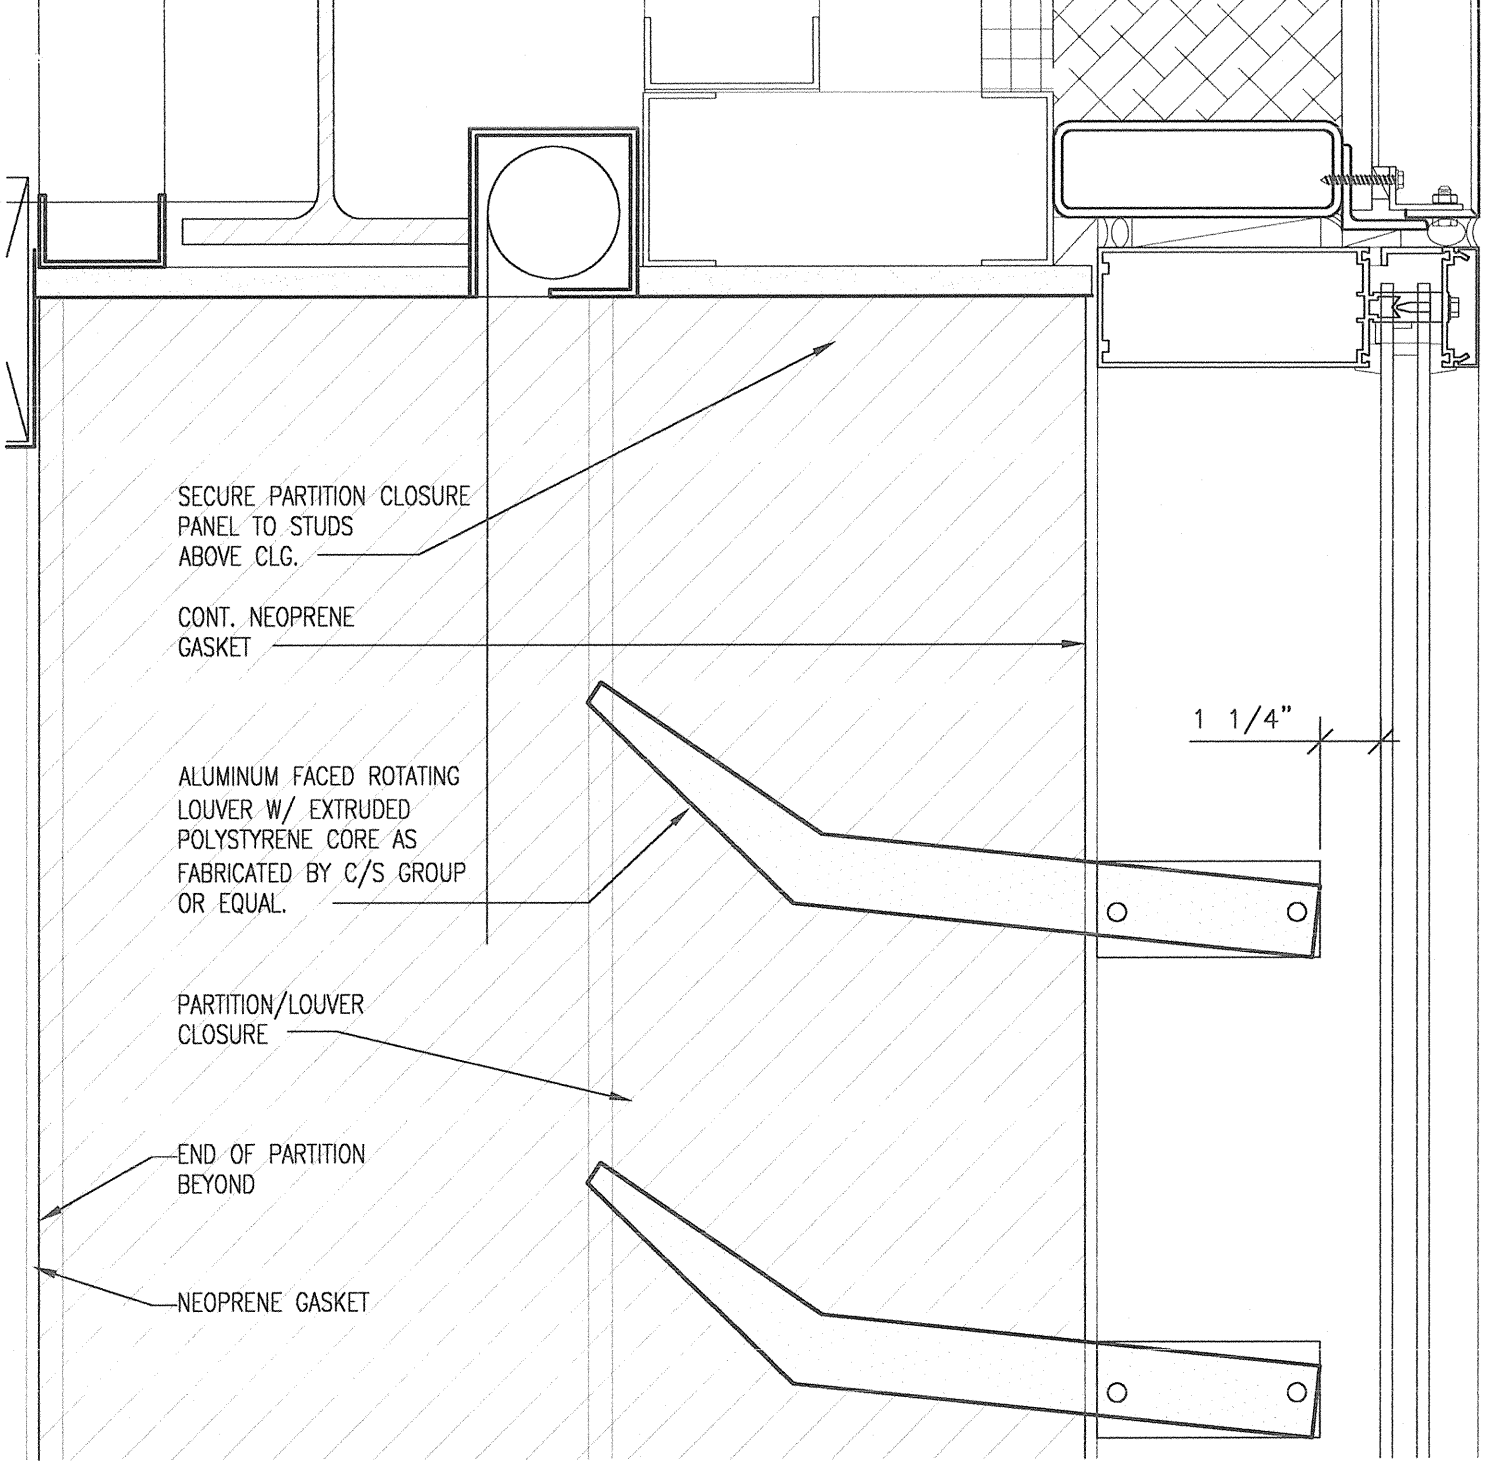 SECURE PARTITION CLOSURE
PANEL TO STUDS
ABOVE CLG.
CONT. NEOPRENE
GASKET
1 1/4"
ALUMINUM FACED ROTATING
LOUVER W/ EXTRUDED
POLYSTYRENE CORE AS
FABRICATED BY C/S GROUP
OR EQUAL.
PARTITION/LOUVER
CLOSURE
END OF PARTITION
BEYOND
NEOPRENE GASKET